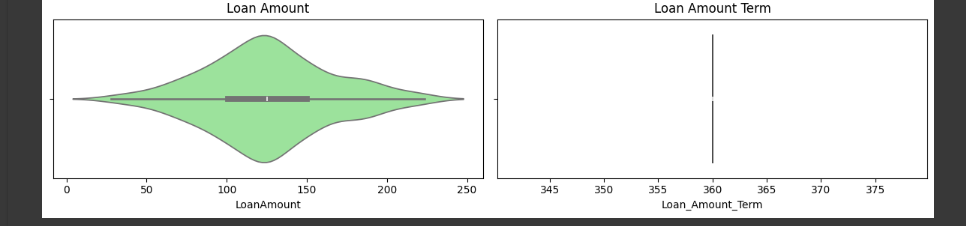 Loan Amount
0 50 100 150 200 250
LoanAmount
Loan Amount Term
345 350 355 360 365 370 375
Loan_Amount_Term